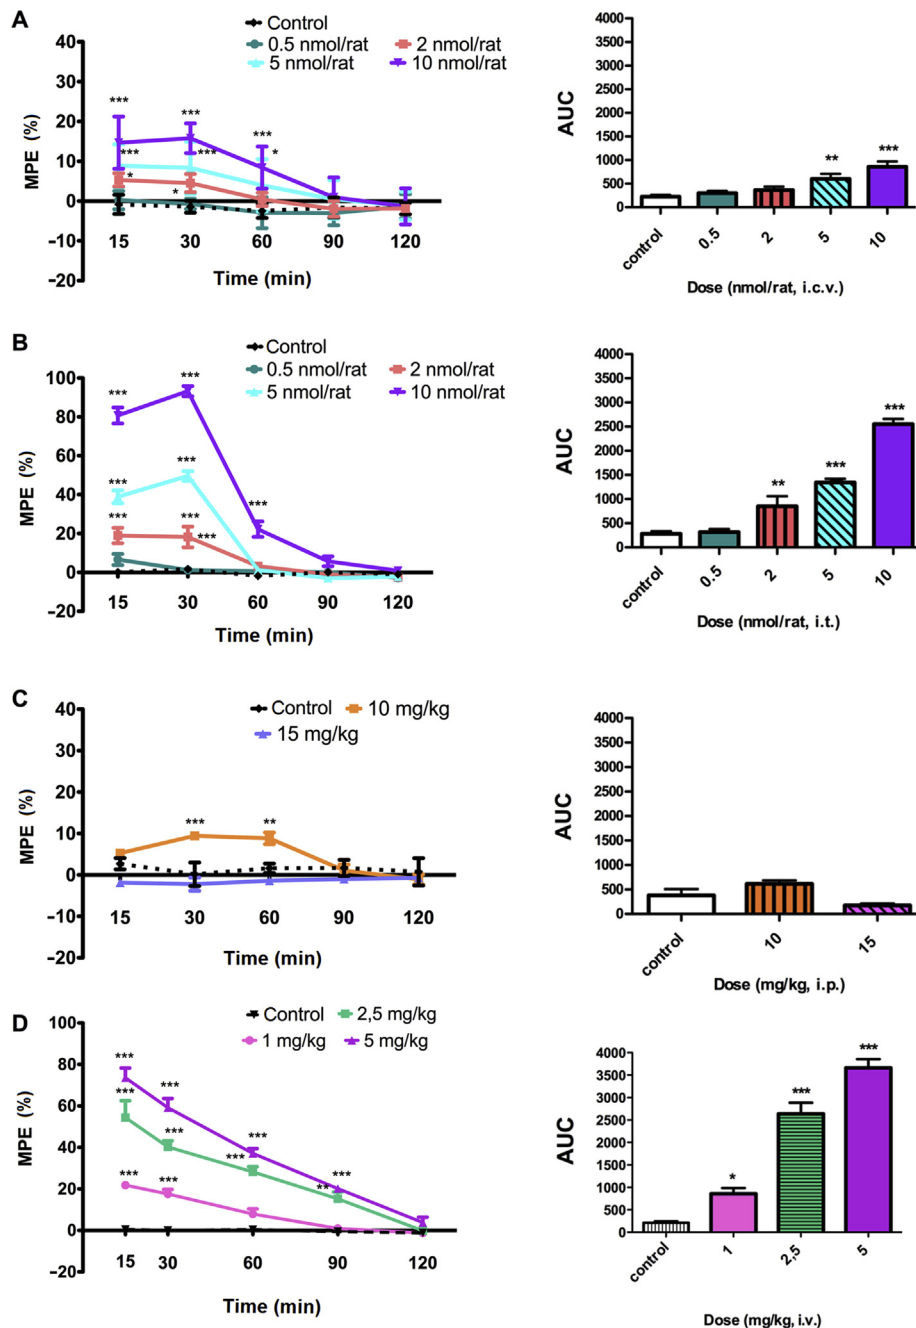 A
Control
0.5 nmol/rat 2 nmol/rat
5 nmol/rat 10 nmol/rat
40
30
20
10
0
−10
−20
MPE (%)
*** *** ***
*** *** *
* *
15 30 60 90 120
Time (min)
4000
3500
3000
2500
2000
1500
1000
500
0
AUC
** ***
control 0.5 2 5 10
Dose (nmol/rat, i.c.v.)
B
Control
0.5 nmol/rat 2 nmol/rat
5 nmol/rat 10 nmol/rat
100
80
60
40
20
0
−20
MPE (%)
*** ***
*** *** ***
*** *** ***
15 30 60 90 120
Time (min)
4000
3500
3000
2500
2000
1500
1000
500
0
AUC
** *** ***
control 0.5 2 5 10
Dose (nmol/rat, i.t.)
C
Control 10 mg/kg
15 mg/kg
40
30
20
10
0
−10
−20
MPE (%)
*** **
15 30 60 90 120
Time (min)
4000
3500
3000
2500
2000
1500
1000
500
0
AUC
control 10 15
Dose (mg/kg, i.p.)
D
Control 2,5 mg/kg
1 mg/kg 5 mg/kg
100
80
60
40
20
0
−20
MPE (%)
*** *** *** ***
*** *** *** **
*** ***
15 30 60 90 120
Time (min)
4000
3500
3000
2500
2000
1500
1000
500
0
AUC
* *** ***
control 1 2,5 5
Dose (mg/kg, i.v.)